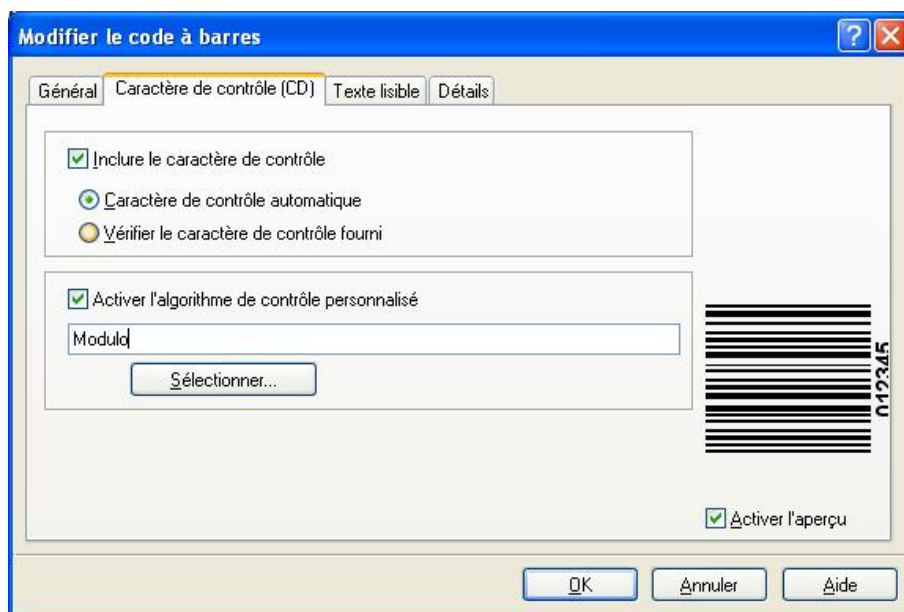 Modifier le code à barres
Général
Caractère de contrôle (CD)
Texte lisible
Détails
Inclure le caractère de contrôle
Caractère de contrôle automatique
Vérifier le caractère de contrôle fourni
Activer l'algorithme de contrôle personnalisé
Modulo
Sélectionner...
012345
Activer l'aperçu
OK
Annuler
Aide